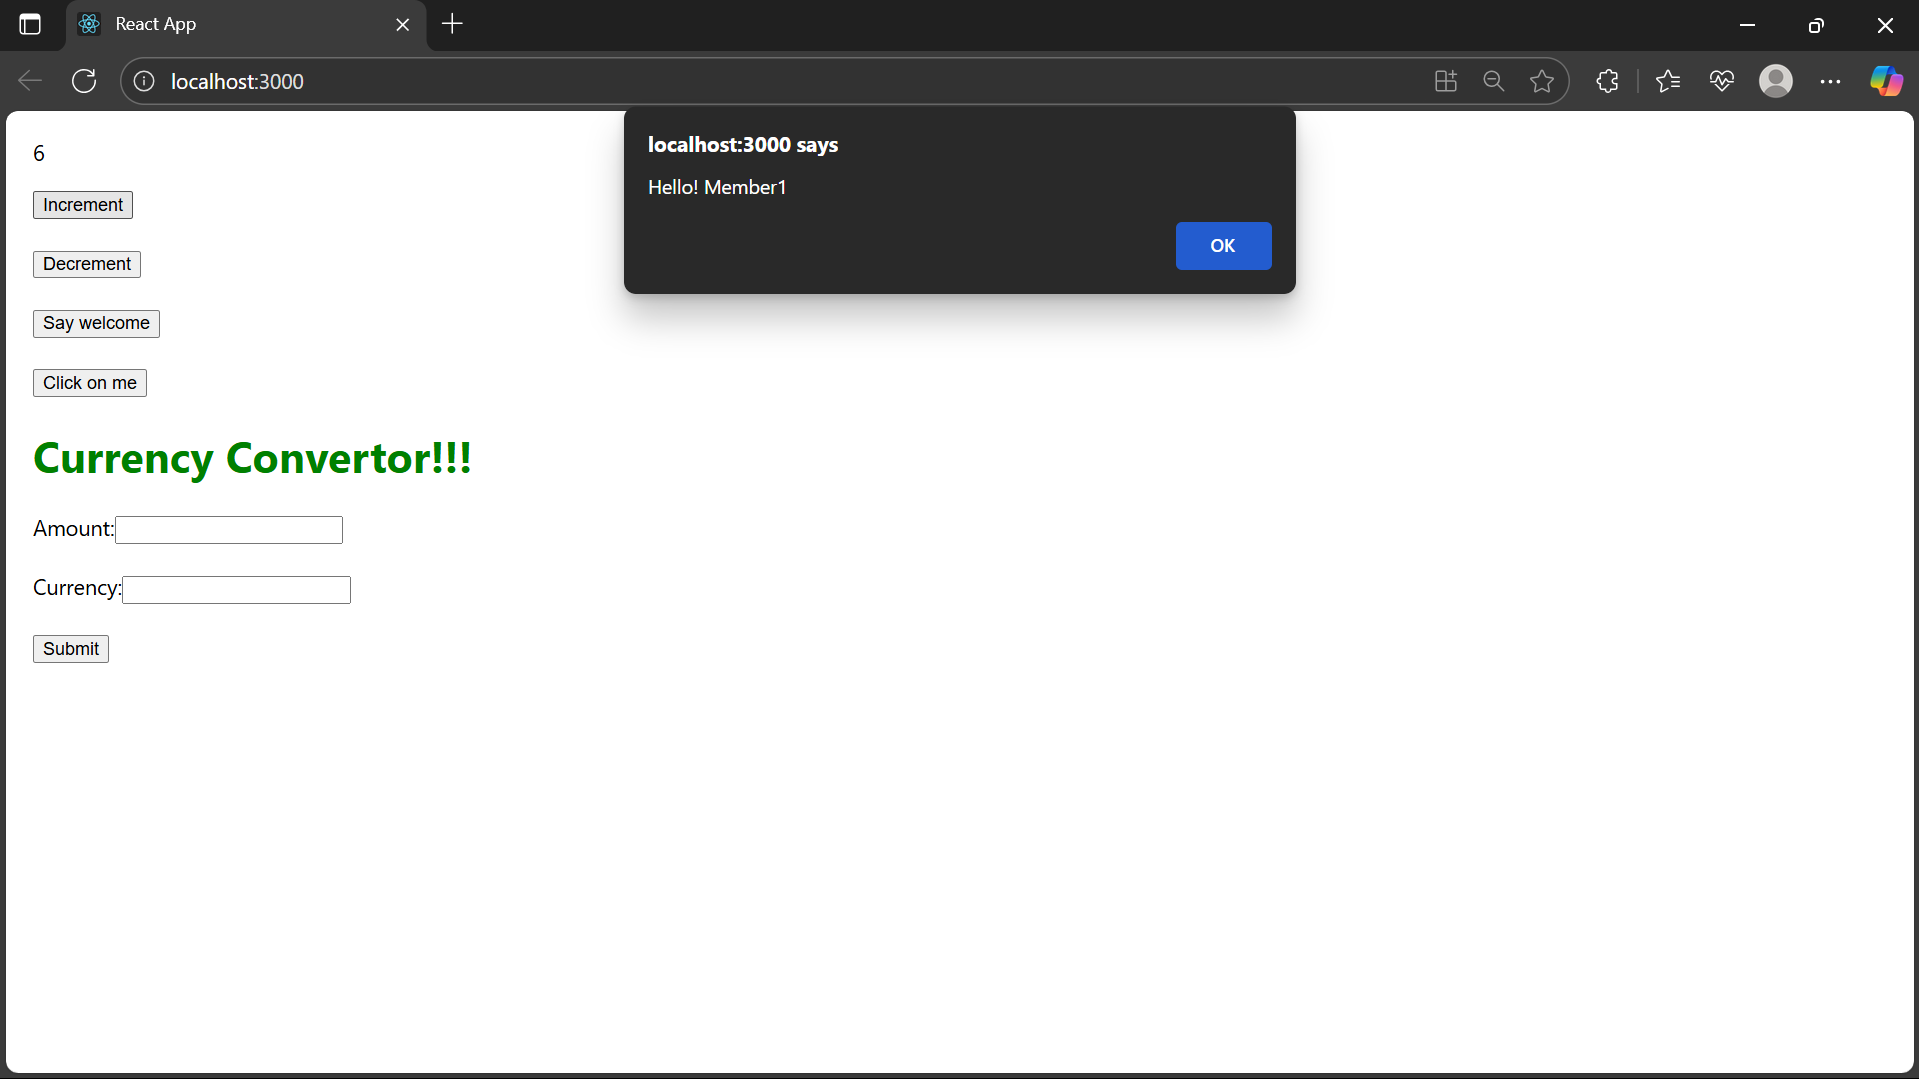 React App
localhost:3000
localhost:3000 says
Hello! Member1
OK
6
Increment
Decrement
Say welcome
Click on me
Currency Convertor!!!
Amount:
Currency:
Submit